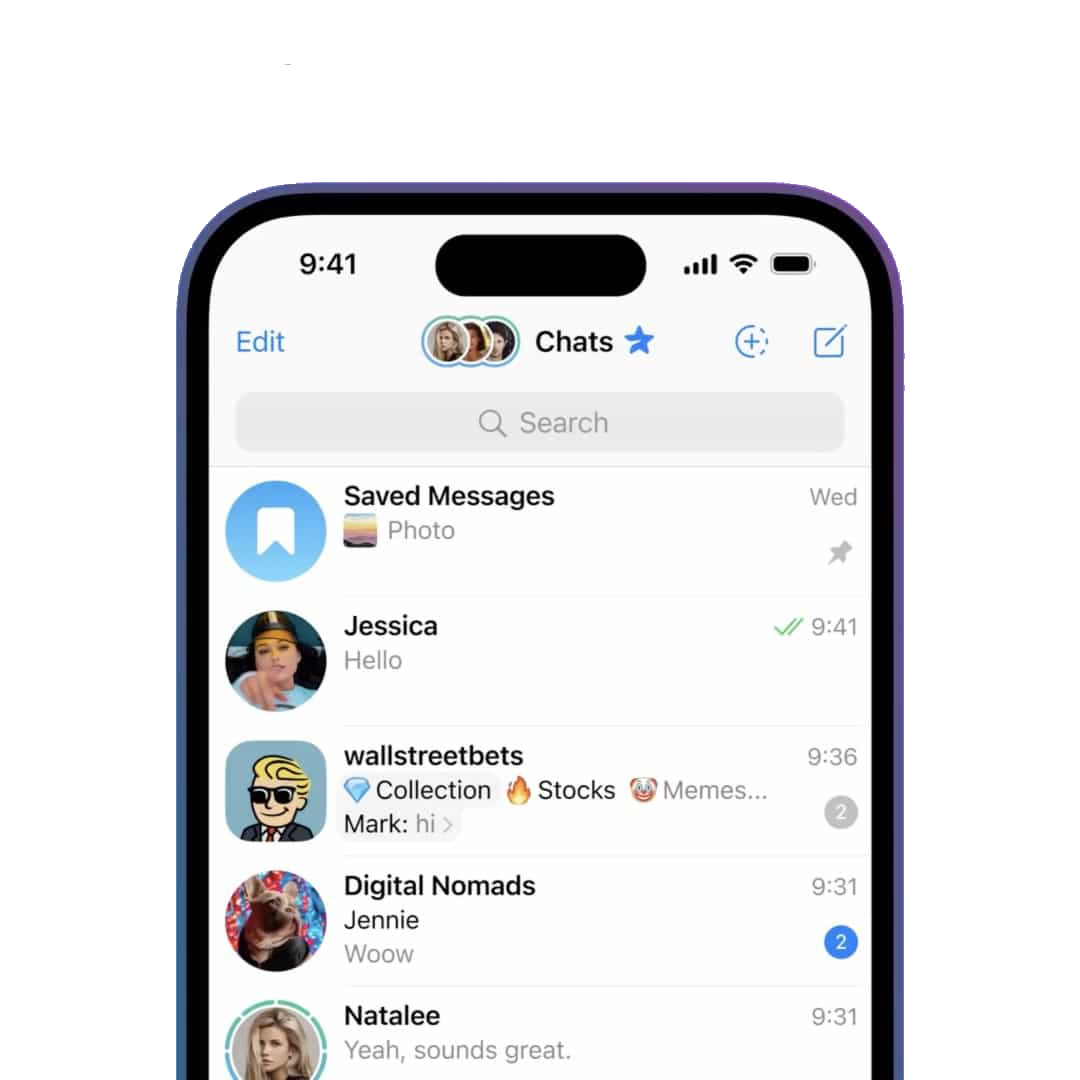 9:41
Edit Chats
Search
Saved Messages Wed
Photo
Jessica 9:41
Hello
wallstreetbets 9:36
💎 Collection 🔥 Stocks 🤡 Memes...
Mark: hi > 2
Digital Nomads 9:31
Jennie
Woow 2
Natalee 9:31
Yeah, sounds great.